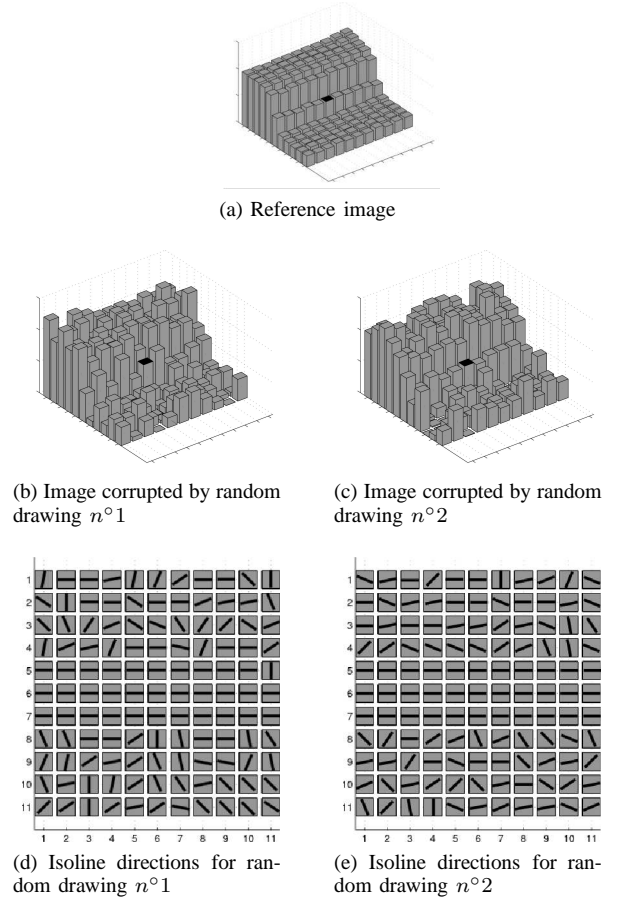 (a) Reference image
(b) Image corrupted by random
drawing n°1
(c) Image corrupted by random
drawing n°2
1
2
3
4
5
6
7
8
9
10
11
1 2 3 4 5 6 7 8 9 10 11
(d) Isoline directions for ran-
dom drawing n°1
1
2
3
4
5
6
7
8
9
10
11
1 2 3 4 5 6 7 8 9 10 11
(e) Isoline directions for ran-
dom drawing n°2